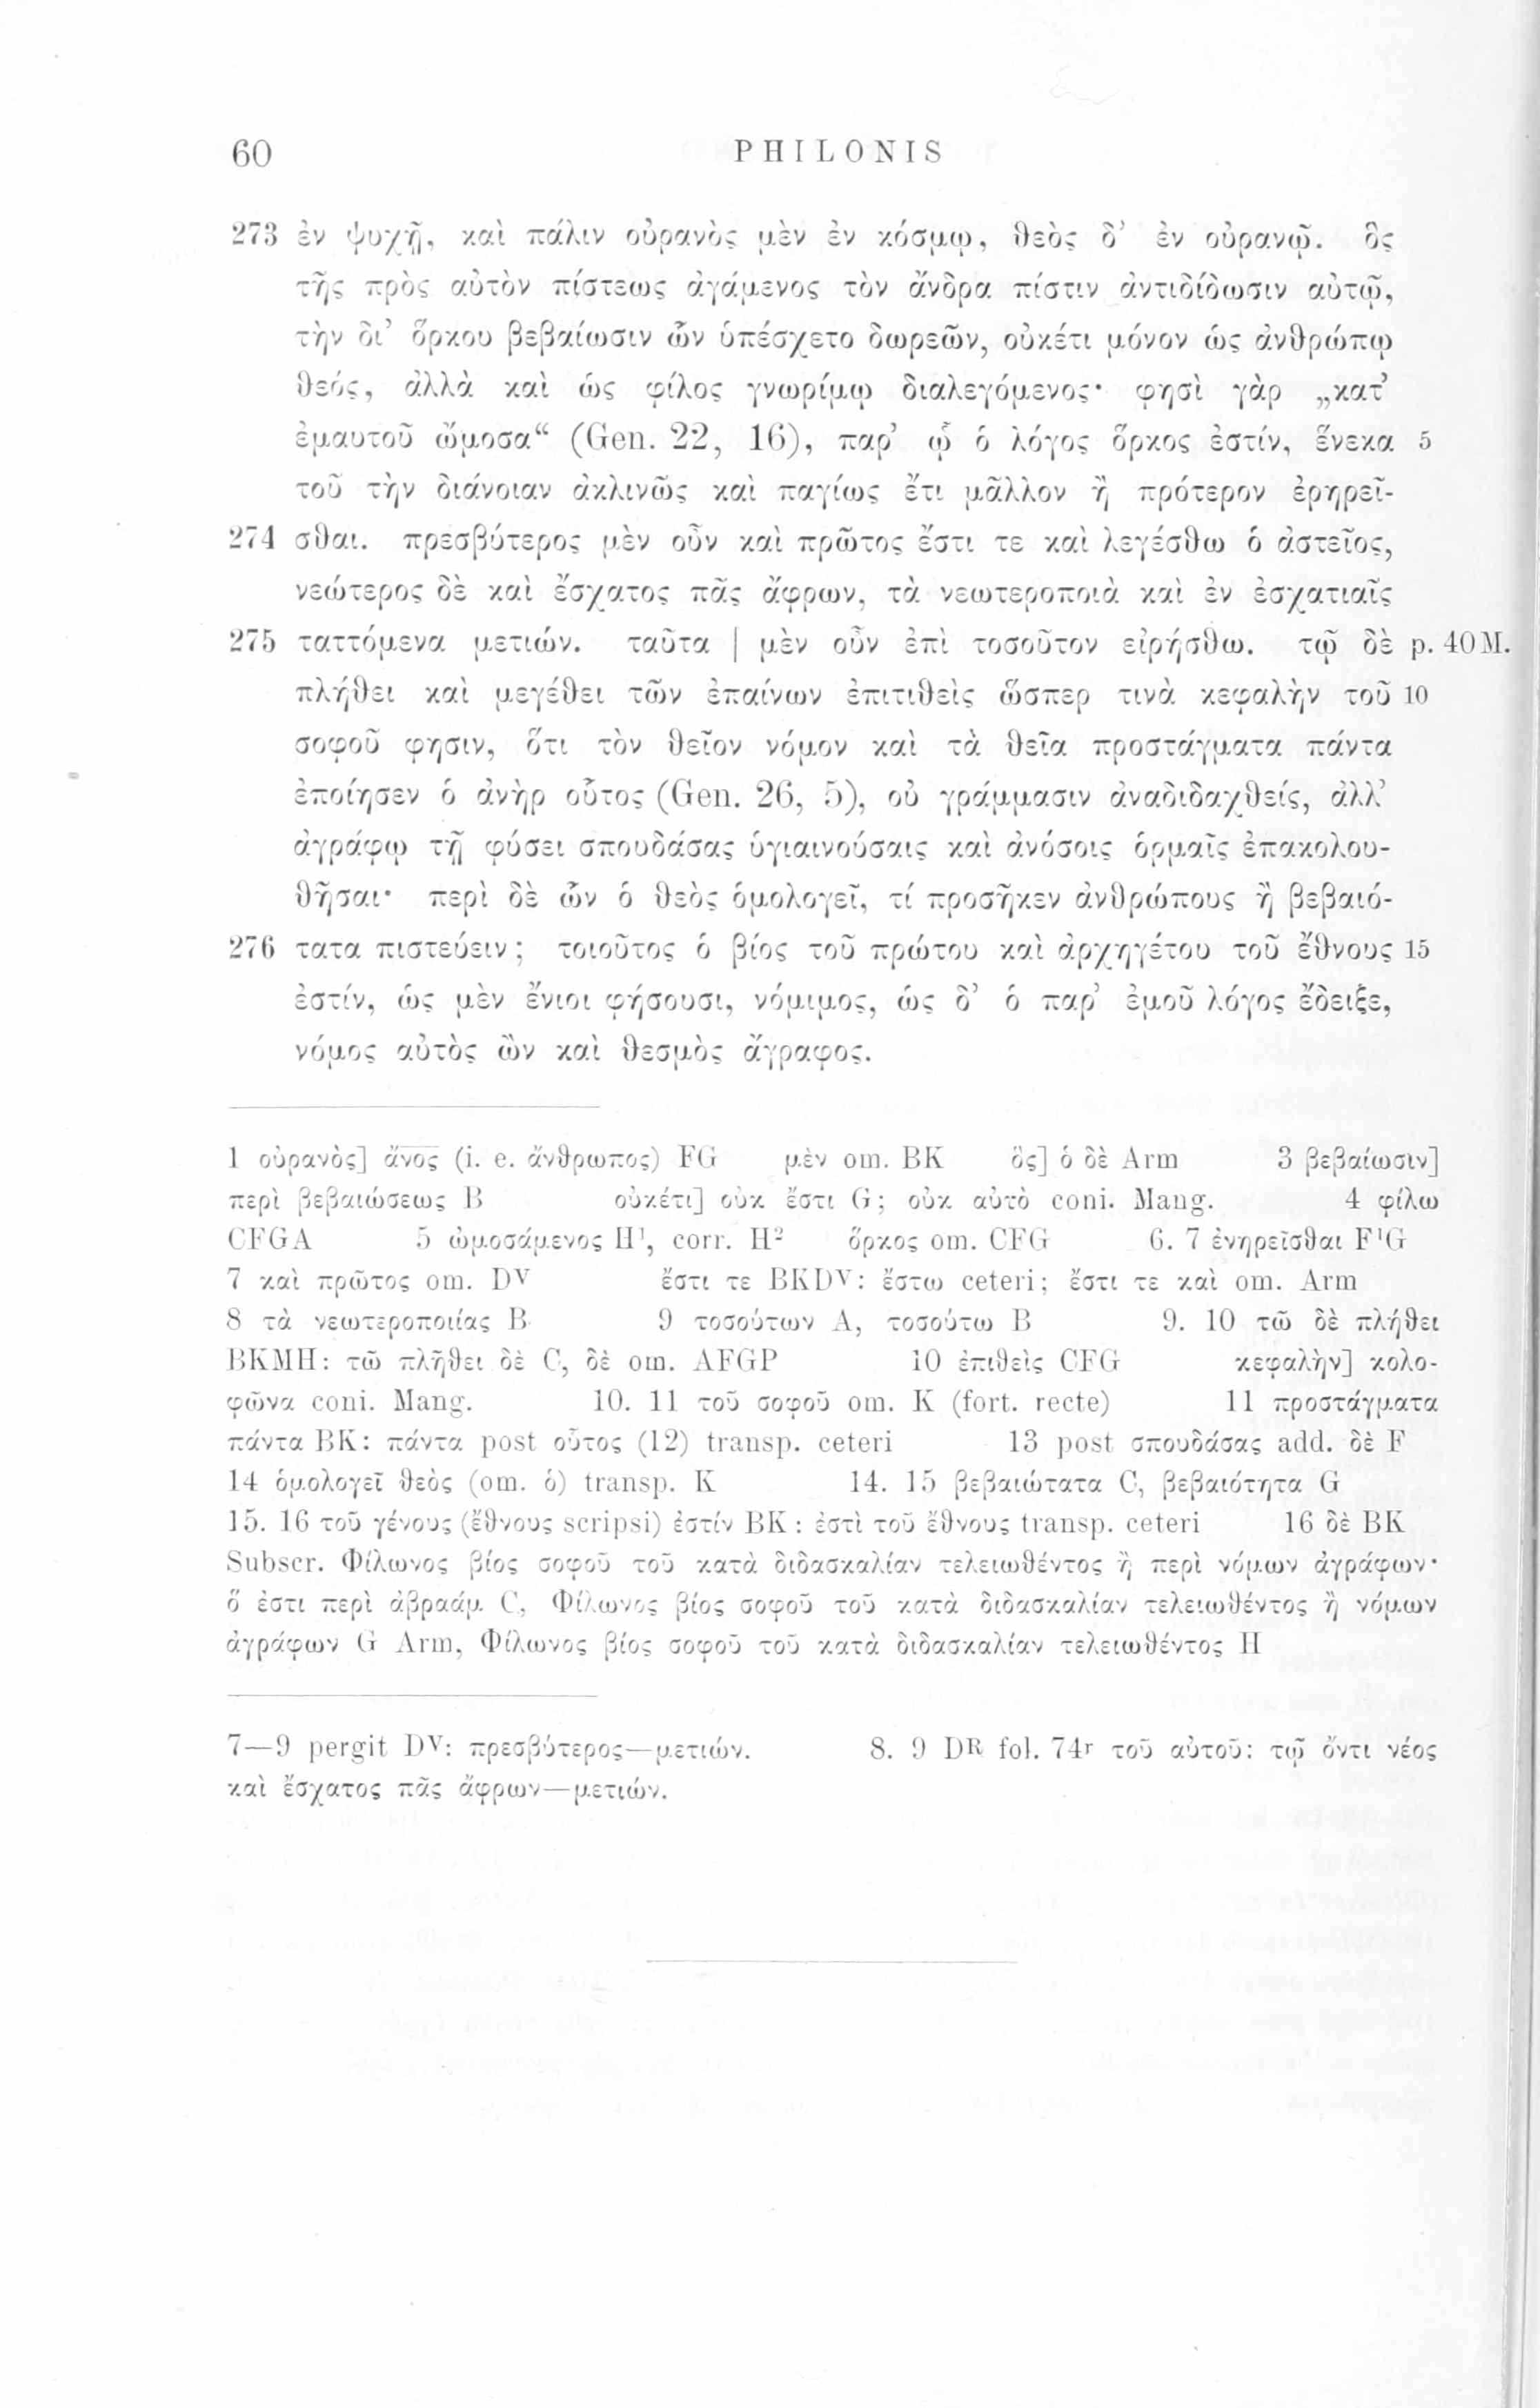 60 PHILONIS
273 ἐν ψυχῇ, καὶ πάλιν οὐρανὸς μὲν ἐν κόσμῳ, θεὸς δ’ ἐν οὐρανῷ. ὃς
τῆς πρὸς αὐτὸν πίστεως ἀγάμενος τὸν ἄνδρα πίστιν ἀντιδίδωσιν αὐτῷ,
τὴν δι’ ὅρκου βεβαίωσιν ὧν ὑπέσχετο δωρεῶν, οὐκέτι μόνον ὡς ἀνθρώπῳ
θεός, ἀλλὰ καὶ ὡς φίλος γνωρίμῳ διαλεγόμενος· φησὶ γὰρ „κατ’
ἐμαυτοῦ ὤμοσα“ (Gen. 22, 16), παρ’ ᾧ ὁ λόγος ὅρκος ἐστίν, ἕνεκα 5
τοῦ τὴν διάνοιαν ἀκλινῶς καὶ παγίως ἔτι μᾶλλον ἢ πρότερον ἐρηρεῖ-
274 σθαι. πρεσβύτερος μὲν οὖν καὶ πρῶτος ἔστι τε καὶ λεγέσθω ὁ ἀστεῖος,
νεώτερος δὲ καὶ ἔσχατος πᾶς ἄφρων, τὰ νεωτεροποιὰ καὶ ἐν ἐσχατιαῖς
275 ταττόμενα μετιών. ταῦτα | μὲν οὖν ἐπὶ τοσοῦτον εἰρήσθω. τῷ δὲ p. 40 M.
πλήθει καὶ μεγέθει τῶν ἐπαίνων ἐπιτιθεὶς ὥσπερ τινὰ κεφαλὴν τοῦ 10
σοφοῦ φησιν, ὅτι τὸν θεῖον νόμον καὶ τὰ θεῖα προστάγματα πάντα
ἐποίησεν ὁ ἀνὴρ οὗτος (Gen. 26, 5), οὐ γράμμασιν ἀναδιδαχθείς, ἀλλ’
ἀγράφῳ τῇ φύσει σπουδάσας ὑγιαινούσαις καὶ ἀνόσοις ὁρμαῖς ἐπακολου-
θῆσαι· περὶ δὲ ὧν ὁ θεὸς ὁμολογεῖ, τί προσῆκεν ἀνθρώπους ἢ βεβαιό-
276 τατα πιστεύειν; τοιοῦτος ὁ βίος τοῦ πρώτου καὶ ἀρχηγέτου τοῦ ἔθνους 15
ἐστίν, ὡς μὲν ἔνιοι φήσουσι, νόμιμος, ὡς δ’ ὁ παρ’ ἐμοῦ λόγος ἔδειξε,
νόμος αὐτὸς ὢν καὶ θεσμὸς ἄγραφος.
1 οὐρανὸς] ἄνος (i. e. ἄνθρωπος) FG μὲν om. BK ὃς] ὁ δὲ Arm 3 βεβαίωσιν]
περὶ βεβαιώσεως B οὐκέτι] οὐκ ἔστι G; οὐκ αὐτὸ coni. Mang. 4 φίλω
CFGA 5 ὠμοσάμενος H¹, corr. H² ὅρκος om. CFG 6. 7 ἐνηρεῖσθαι F¹G
7 καὶ πρῶτος om. Dᵛ ἔστι τε BKDᵛ: ἔστω ceteri; ἔστι τε καὶ om. Arm
8 τὰ νεωτεροποιίας B 9 τοσούτων A, τοσούτω B 9. 10 τῶ δὲ πλήθει
BKMH: τῶ πλήθει δὲ C, δὲ om. AFGP 10 ἐπιθεὶς CFG κεφαλὴν] κολο-
φῶνα coni. Mang. 10. 11 τοῦ σοφοῦ om. K (fort. recte) 11 προστάγματα
πάντα BK: πάντα post οὗτος (12) transp. ceteri 13 post σπουδάσας add. δὲ F
14 ὁμολογεῖ θεὸς (om. ὁ) transp. K 14. 15 βεβαιώτατα C, βεβαιότητα G
15. 16 τοῦ γένους (ἔθνους scripsi) ἐστίν BK: ἐστὶ τοῦ ἔθνους transp. ceteri 16 δὲ BK
Subscr. Φίλωνος βίος σοφοῦ τοῦ κατὰ διδασκαλίαν τελειωθέντος ἢ περὶ νόμων ἀγράφων·
ὅ ἐστι περὶ ἀβραάμ C, Φίλωνος βίος σοφοῦ τοῦ κατὰ διδασκαλίαν τελειωθέντος ἢ νόμων
ἀγράφων G Arm, Φίλωνος βίος σοφοῦ τοῦ κατὰ διδασκαλίαν τελειωθέντος H
7—9 pergit Dᵛ: πρεσβύτερος—μετιών. 8. 9 Dᴿ fol. 74ʳ τοῦ αὐτοῦ: τῷ ὄντι νέος
καὶ ἔσχατος πᾶς ἄφρων—μετιών.